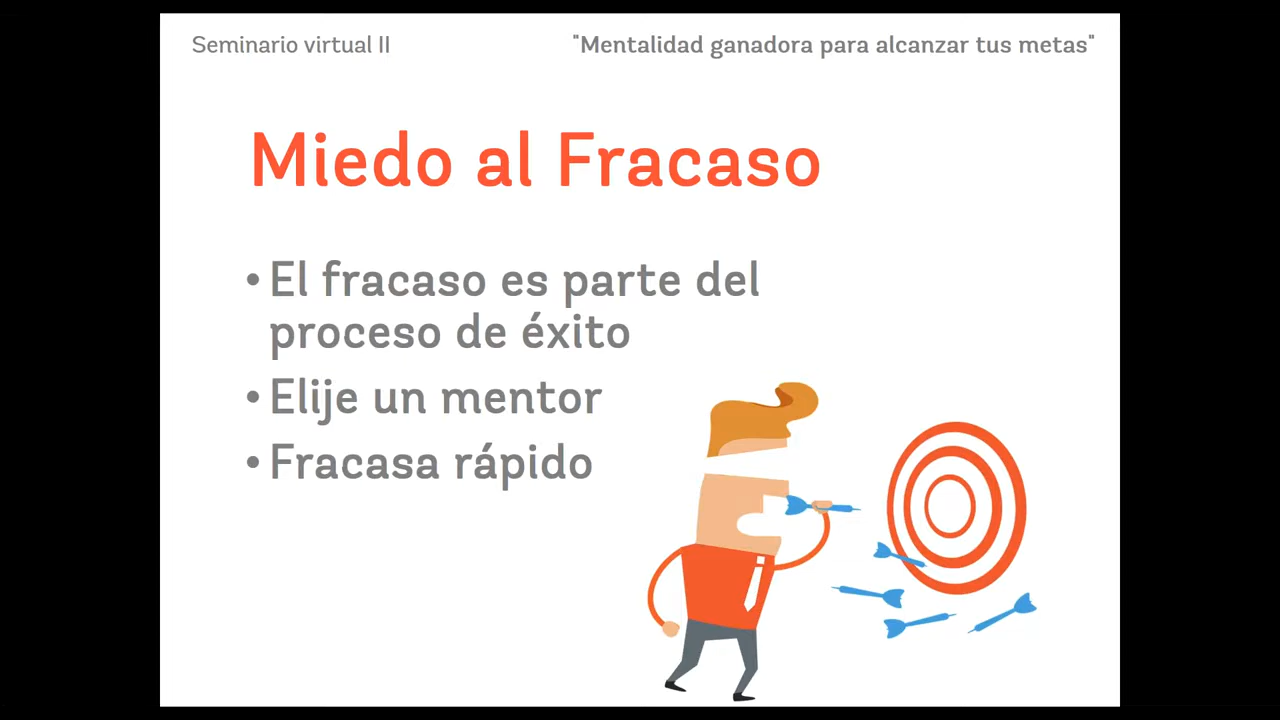 Seminario virtual II
"Mentalidad ganadora para alcanzar tus metas"
Miedo al Fracaso
• El fracaso es parte del
proceso de éxito
• Elije un mentor
• Fracasa rápido